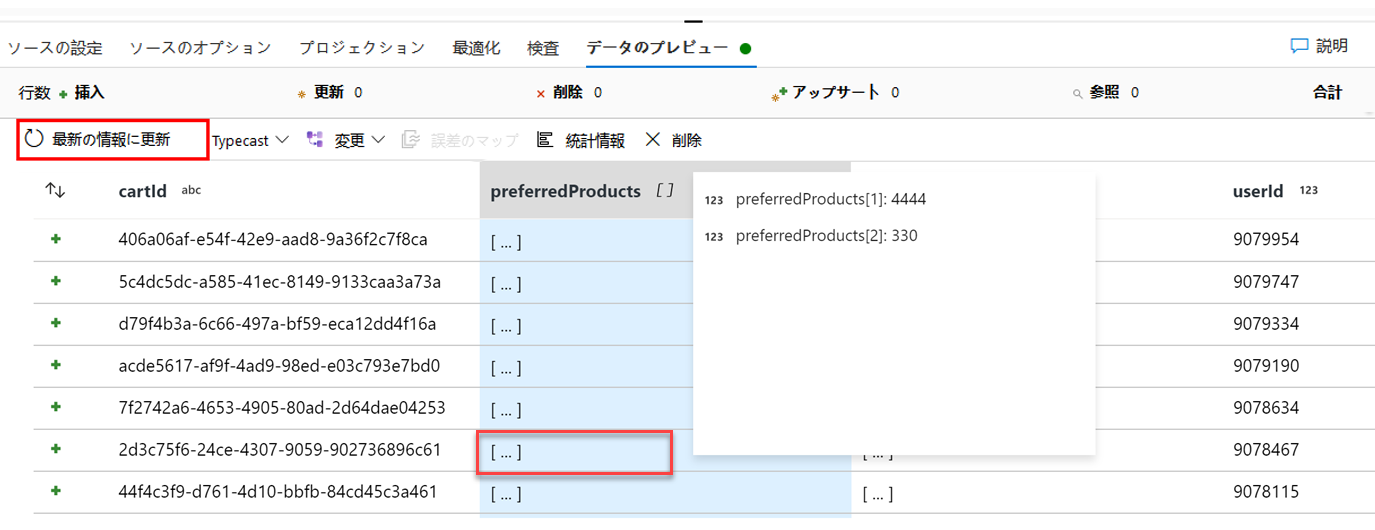 ソースの設定 ソースのオプション プロジェクション 最適化 検査 データのプレビュー 説明
行数 挿入 更新 0 削除 0 アップサート 0 参照 0 合計
最新の情報に更新 Typecast 変更 誤差のマップ 統計情報 削除
cartId abc preferredProducts [] userId 123
123 preferredProducts[1]: 4444
123 preferredProducts[2]: 330
406a06af-e54f-42e9-aad8-9a36f2c7f8ca [ ... ] 9079954
5c4dc5dc-a585-41ec-8149-9133caa3a73a [ ... ] 9079747
d79f4b3a-6c66-497a-bf59-eca12dd4f16a [ ... ] 9079334
acde5617-af9f-4ad9-98ed-e03c793e7bd0 [ ... ] 9079190
7f2742a6-4653-4905-80ad-2d64dae04253 [ ... ] 9078634
2d3c75f6-24ce-4307-9059-902736896c61 [ ... ] [ ... ] 9078467
44f4c3f9-d761-4d10-bbfb-84cd45c3a461 [ ... ] [ ... ] 9078115